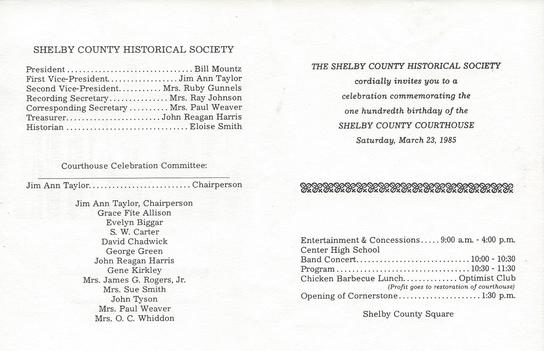 SHELBY COUNTY HISTORICAL SOCIETY
President..............................Bill Mountz
First Vice-President................Jim Ann Taylor
Second Vice-President...........Mrs. Ruby Gunnels
Recording Secretary..............Mrs. Ray Johnson
Corresponding Secretary.........Mrs. Paul Weaver
Treasurer.......................John Reagan Harris
Historian..............................Eloise Smith
Courthouse Celebration Committee:
Jim Ann Taylor........................Chairperson
Jim Ann Taylor, Chairperson
Grace Fite Allison
Evelyn Biggar
S. W. Carter
David Chadwick
George Green
John Reagan Harris
Gene Kirkley
Mrs. James G. Rogers, Jr.
Mrs. Sue Smith
John Tyson
Mrs. Paul Weaver
Mrs. O. C. Whiddon
THE SHELBY COUNTY HISTORICAL SOCIETY
cordially invites you to a
celebration commemorating the
one hundredth birthday of the
SHELBY COUNTY COURTHOUSE
Saturday, March 23, 1985
Entertainment & Concessions.....9:00 a.m. - 4:00 p.m.
Center High School
Band Concert...........................10:00 - 10:30
Program................................10:30 - 11:30
Chicken Barbecue Lunch...................Optimist Club
(Profit goes to restoration of courthouse)
Opening of Cornerstone....................1:30 p.m.
Shelby County Square